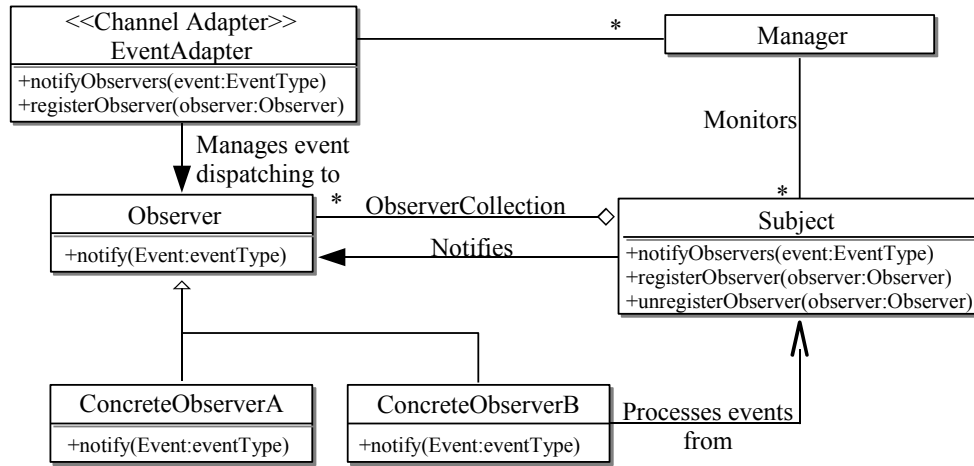 <<Channel Adapter>>
EventAdapter
+notifyObservers(event:EventType)
+registerObserver(observer:Observer)
*
Manager
Monitors
*
Manages event
dispatching to
Observer
+notify(Event:eventType)
*
ObserverCollection
Notifies
Subject
+notifyObservers(event:EventType)
+registerObserver(observer:Observer)
+unregisterObserver(observer:Observer)
ConcreteObserverA
+notify(Event:eventType)
ConcreteObserverB
+notify(Event:eventType)
Processes events
from